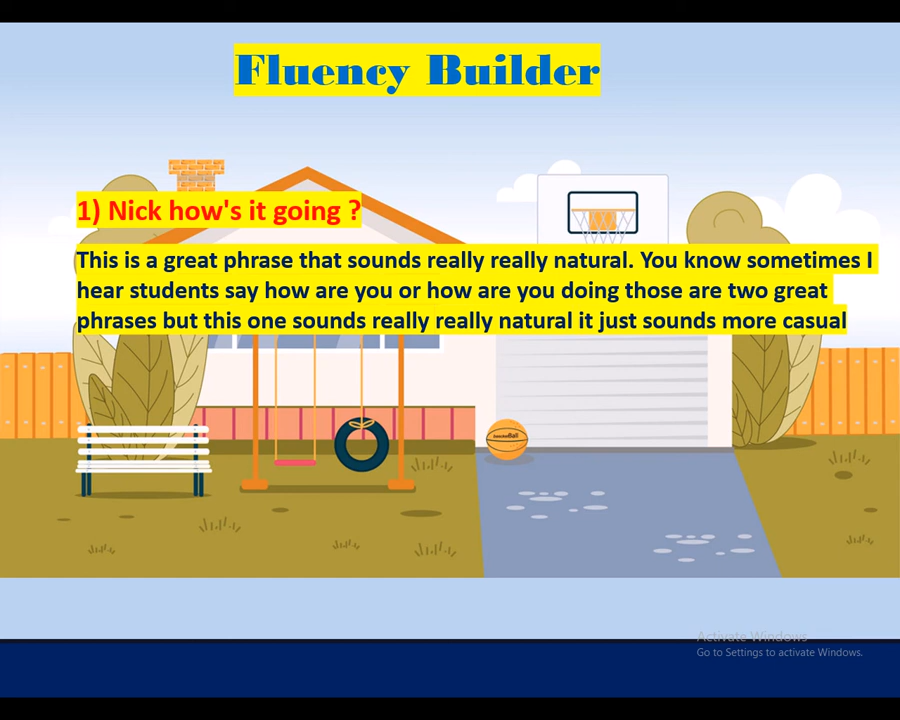 Fluency Builder
1) Nick how's it going ?
This is a great phrase that sounds really really natural. You know sometimes I
hear students say how are you or how are you doing those are two great
phrases but this one sounds really really natural it just sounds more casual
BasketBall
Activate Windows
Go to Settings to activate Windows.